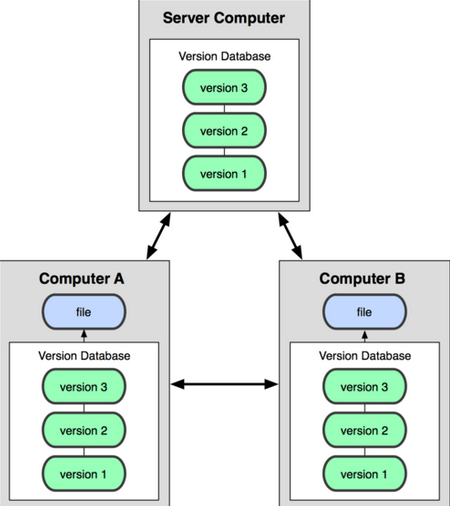 Server Computer
Version Database
version 3
version 2
version 1
Computer A
file
Version Database
version 3
version 2
version 1
Computer B
file
Version Database
version 3
version 2
version 1